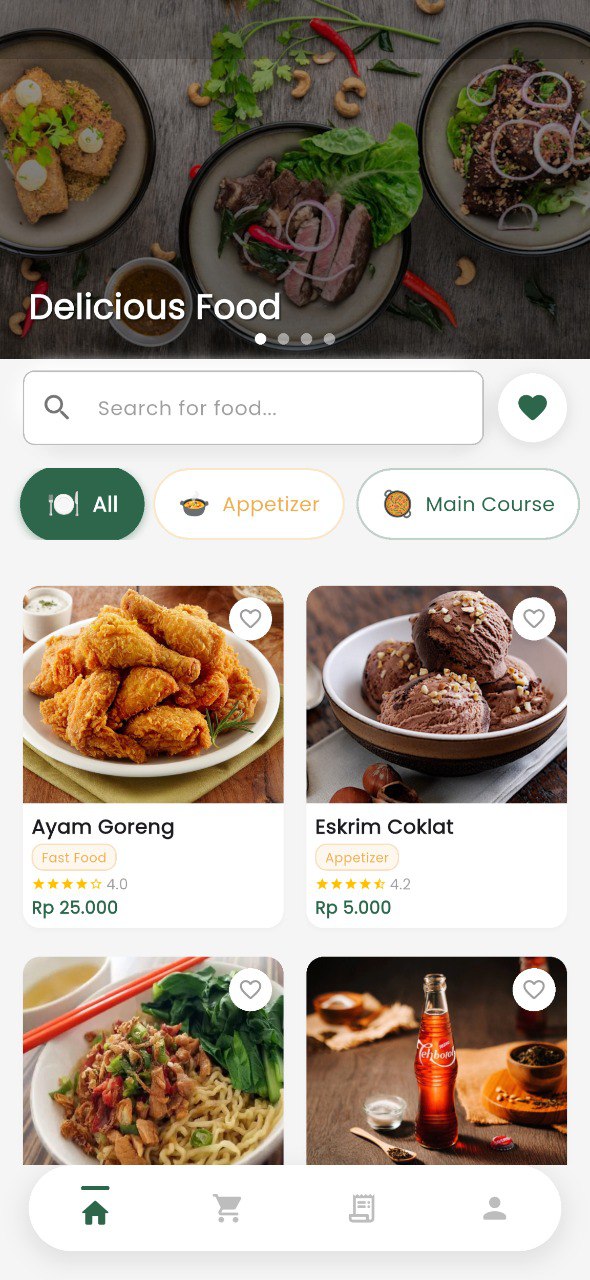 Delicious Food
Search for food...
All
Appetizer
Main Course
Ayam Goreng
Fast Food
4.0
Rp 25.000
Eskrim Coklat
Appetizer
4.2
Rp 5.000
Tehbotol